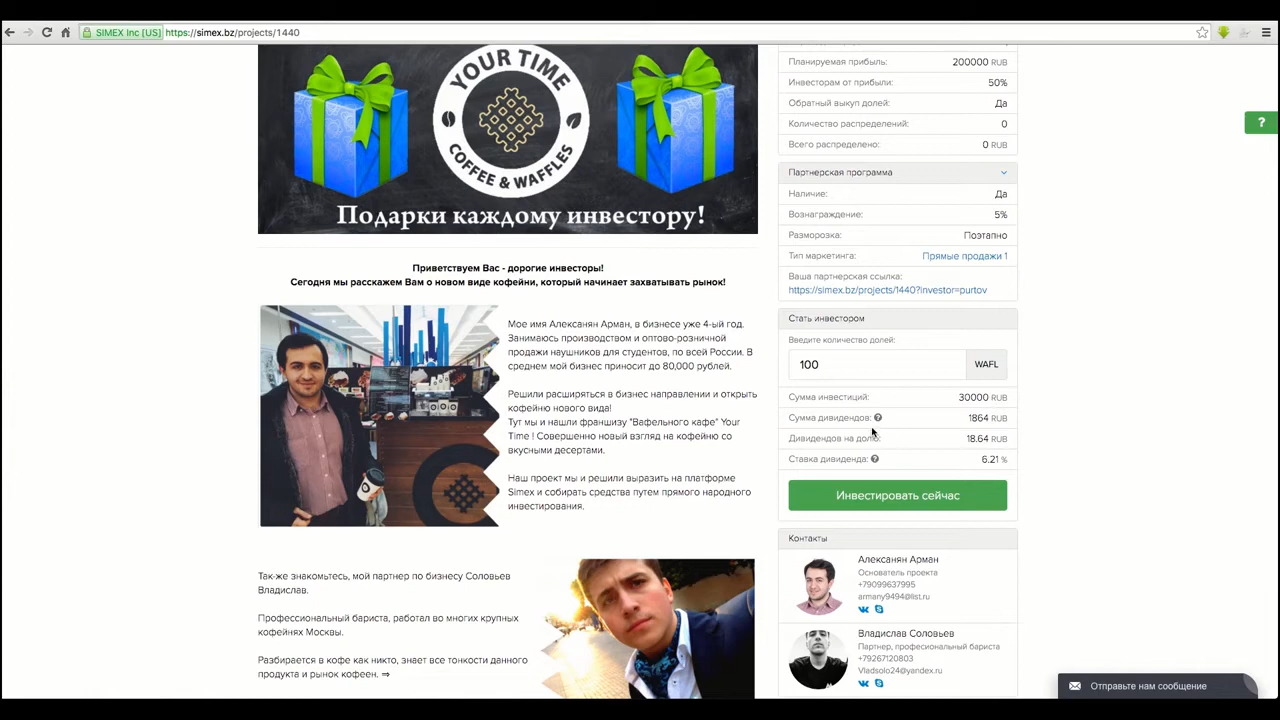 SIMEX Inc [US]
https://simex.bz/projects/1440
YOUR TIME
COFFEE & WAFFLES
Подарки каждому инвестору!
Приветствуем Вас - дорогие инвесторы!
Сегодня мы расскажем Вам о новом виде кофейни, который начинает захватывать рынок!
Мое имя Алексанян Арман, в бизнесе уже 4-ый год.
Занимаюсь производством и оптово-розничной
продажи наушников для студентов, по всей России. В
среднем мой бизнес приносит до 80,000 рублей.
Решили расширяться в бизнес направлении и открыть
кофейню нового вида!
Тут мы и нашли франшизу "Вафельного кафе" Your
Time ! Совершенно новый взгляд на кофейню со
вкусными десертами.
Наш проект мы и решили выразить на платформе
Simex и собирать средства путем прямого народного
инвестирования.
Так-же знакомьтесь, мой партнер по бизнесу Соловьев
Владислав.
Профессиональный бариста, работал во многих крупных
кофейнях Москвы.
Разбирается в кофе как никто, знает все тонкости данного
продукта и рынок кофеен. ⇒
Планируемая прибыль: 200000 RUB
Инвесторам от прибыли: 50%
Обратный выкуп долей: Да
Количество распределений: 0
Всего распределено: 0 RUB
Партнерская программа
Наличие: Да
Вознаграждение: 5%
Разморозка: Поэтапно
Тип маркетинга: Прямые продажи 1
Ваша партнерская ссылка:
https://simex.bz/projects/1440?investor=purtov
Стать инвестором
Введите количество долей:
100 WAFL
Сумма инвестиций: 30000 RUB
Сумма дивидендов: ? 1864 RUB
Дивидендов на долю: 18.64 RUB
Ставка дивиденда: ? 6.21 %
Инвестировать сейчас
Контакты
Алексанян Арман
Основатель проекта
+79099637995
armany9494@list.ru
Владислав Соловьев
Партнер, професиональный бариста
+79267120803
Vladsolo24@yandex.ru
?
Отправьте нам сообщение